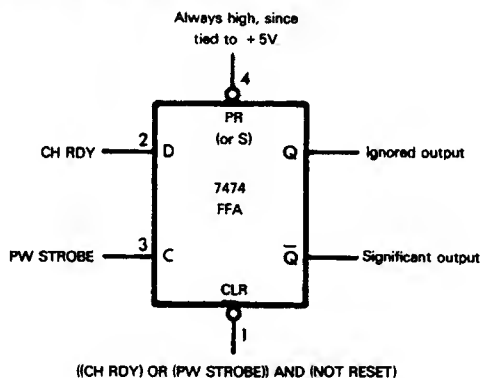 Always high, since
tied to + 5V
4
PR
(or S)
CH RDY 2 D Q Ignored output
7474
FFA
PW STROBE 3 C Q̅ Significant output
CLR
1
((CH RDY) OR (PW STROBE)) AND (NOT RESET)